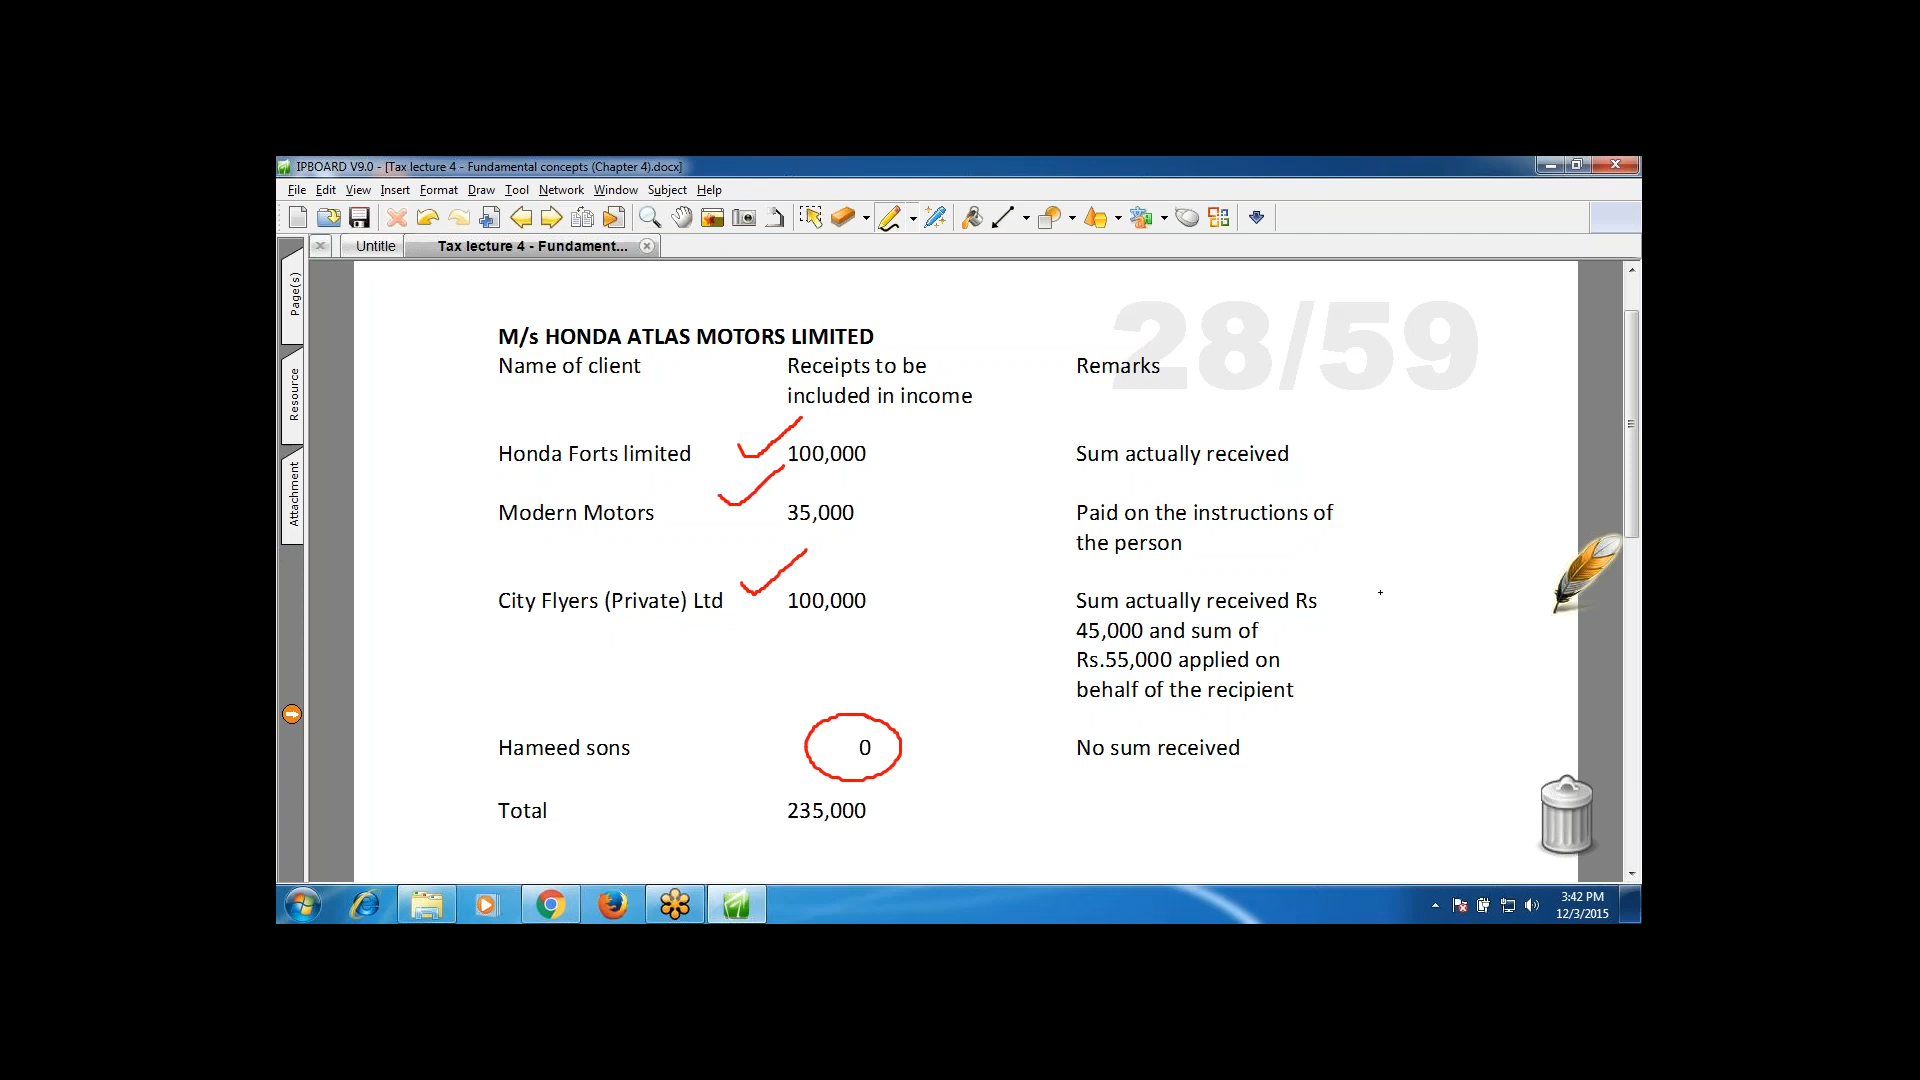 IPBOARD V9.0 - [Tax lecture 4 - Fundamental concepts (Chapter 4).docx]
File Edit View Insert Format Draw Tool Network Window Subject Help
Untitle Tax lecture 4 - Fundament...
Page(s)
Resource
Attachment
28/59
M/s HONDA ATLAS MOTORS LIMITED
Name of client Receipts to be Remarks
included in income
Honda Forts limited 100,000 Sum actually received
Modern Motors 35,000 Paid on the instructions of
the person
City Flyers (Private) Ltd 100,000 Sum actually received Rs
45,000 and sum of
Rs.55,000 applied on
behalf of the recipient
Hameed sons 0 No sum received
Total 235,000
3:42 PM
12/3/2015